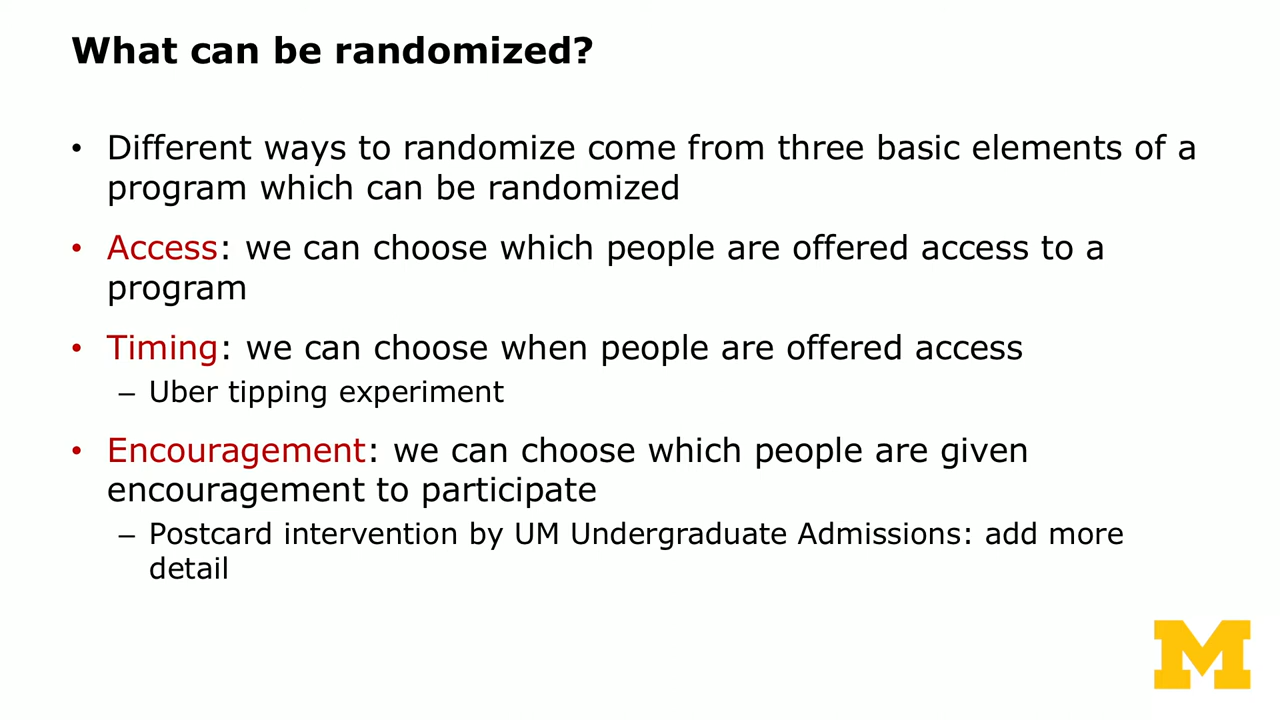 What can be randomized?
• Different ways to randomize come from three basic elements of a
program which can be randomized
• Access: we can choose which people are offered access to a
program
• Timing: we can choose when people are offered access
– Uber tipping experiment
• Encouragement: we can choose which people are given
encouragement to participate
– Postcard intervention by UM Undergraduate Admissions: add more
detail
M